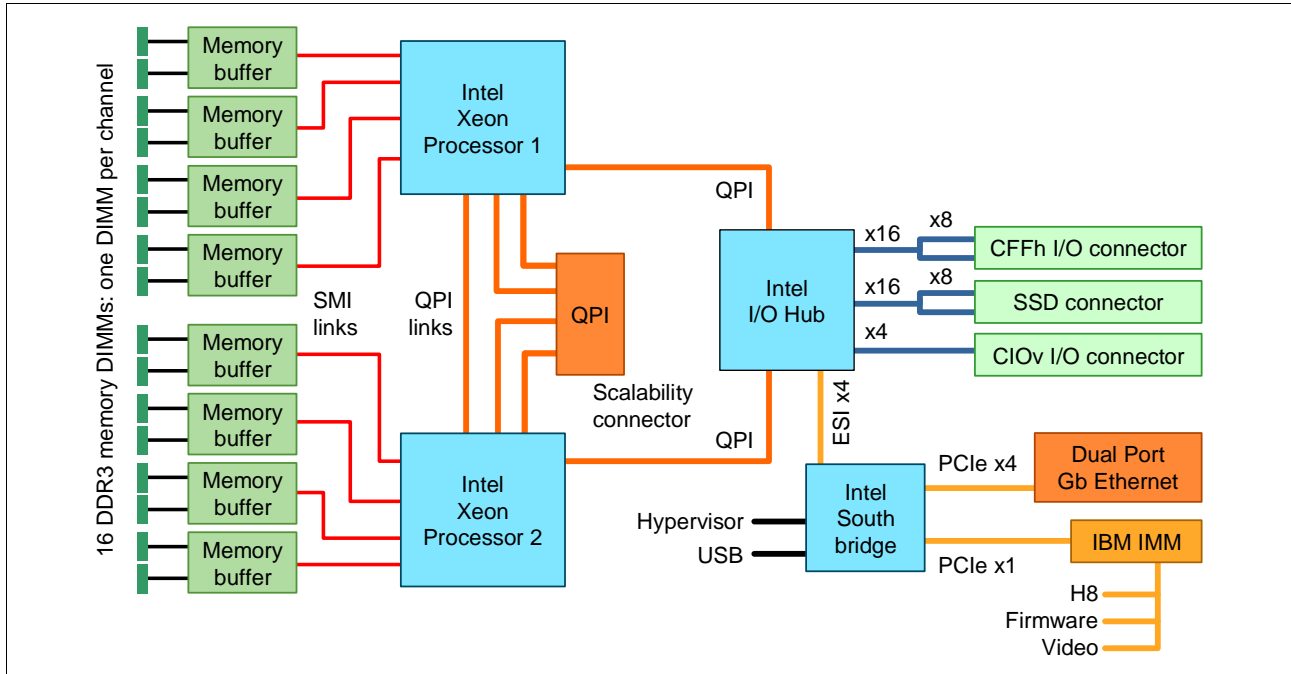 16 DDR3 memory DIMMs: one DIMM per channel
Memory
buffer
Memory
buffer
Memory
buffer
Memory
buffer
Memory
buffer
Memory
buffer
Memory
buffer
Memory
buffer
SMI
links
QPI
links
Intel
Xeon
Processor 1
Intel
Xeon
Processor 2
QPI
Scalability
connector
QPI
QPI
Intel
I/O Hub
x16
x8
CFFh I/O connector
x16
x8
SSD connector
x4
CIOv I/O connector
ESI x4
Intel
South
bridge
Hypervisor
USB
PCIe x4
Dual Port
Gb Ethernet
PCIe x1
IBM IMM
H8
Firmware
Video